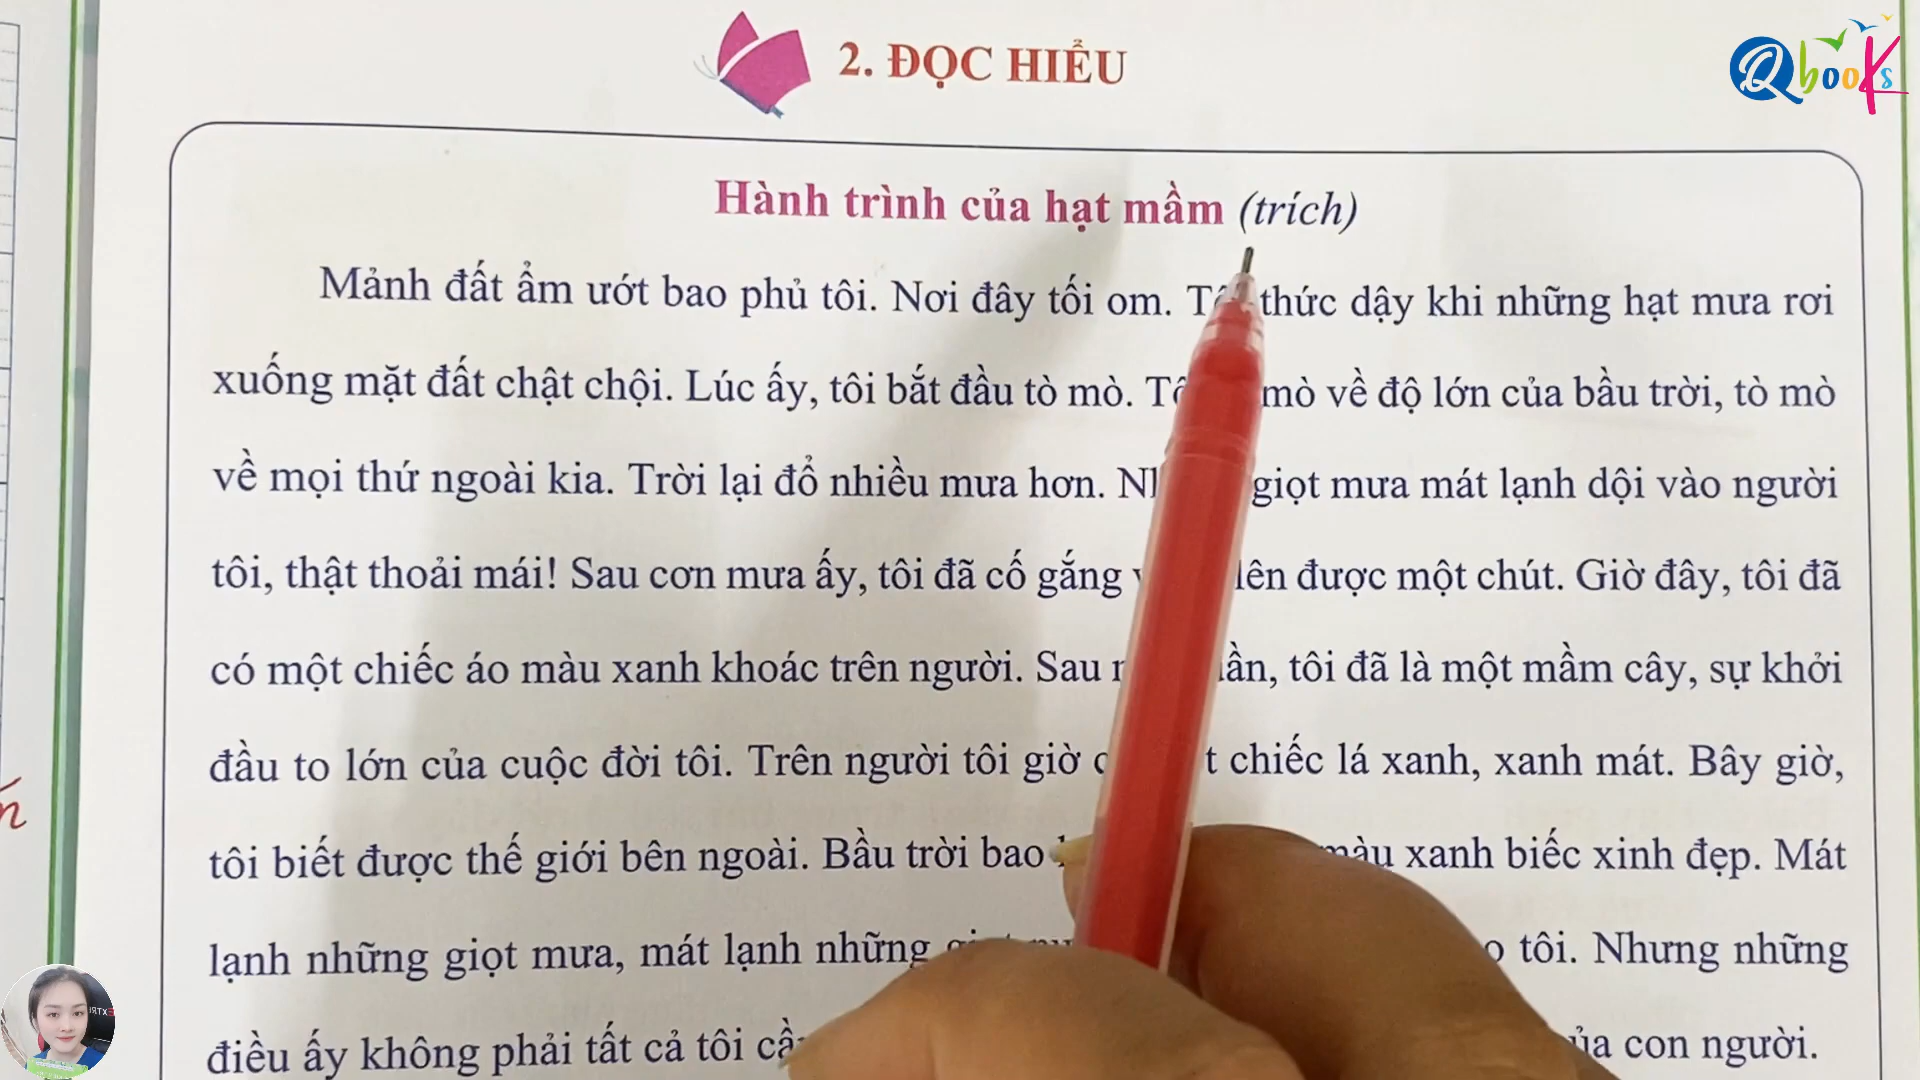 Qbooks
2. ĐỌC HIỂU
Hành trình của hạt mầm (trích)
Mảnh đất ẩm ướt bao phủ tôi. Nơi đây tối om. thức dậy khi những hạt mưa rơi
xuống mặt đất chật chội. Lúc ấy, tôi bắt đầu tò mò. mò về độ lớn của bầu trời, tò mò
về mọi thứ ngoài kia. Trời lại đổ nhiều mưa hơn. giọt mưa mát lạnh dội vào người
tôi, thật thoải mái! Sau cơn mưa ấy, tôi đã cố gắng lên được một chút. Giờ đây, tôi đã
có một chiếc áo màu xanh khoác trên người. Sau tôi đã là một mầm cây, sự khởi
đầu to lớn của cuộc đời tôi. Trên người tôi giờ chiếc lá xanh, xanh mát. Bây giờ,
tôi biết được thế giới bên ngoài. Bầu trời bao màu xanh biếc xinh đẹp. Mát
lạnh những giọt mưa, mát lạnh những tôi. Nhưng những
điều ấy không phải tất cả tôi con người.